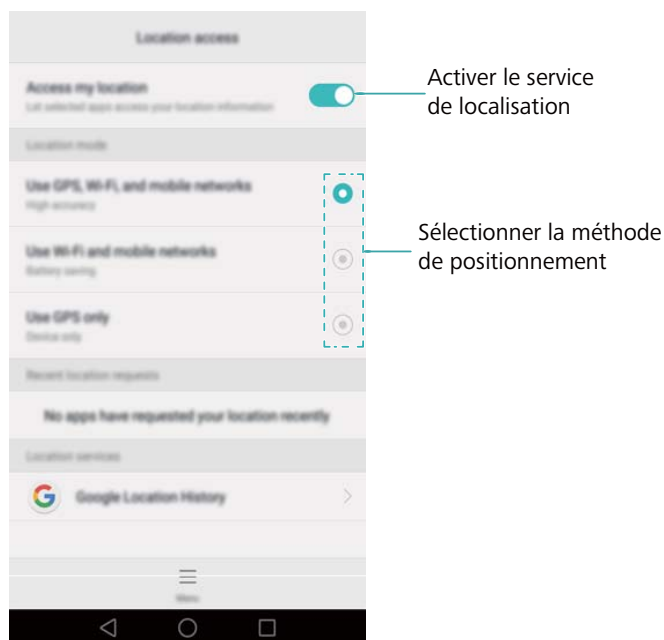 Location access
Access my location
Activer le service
Let selected apps access your location information
de localisation
Location mode
Use GPS, Wi-Fi, and mobile networks
High accuracy
Sélectionner la méthode
Use Wi-Fi and mobile networks
de positionnement
Battery saving
Use GPS only
Device only
Recent location requests
No apps have requested your location recently
Location services
Google Location History
Menu